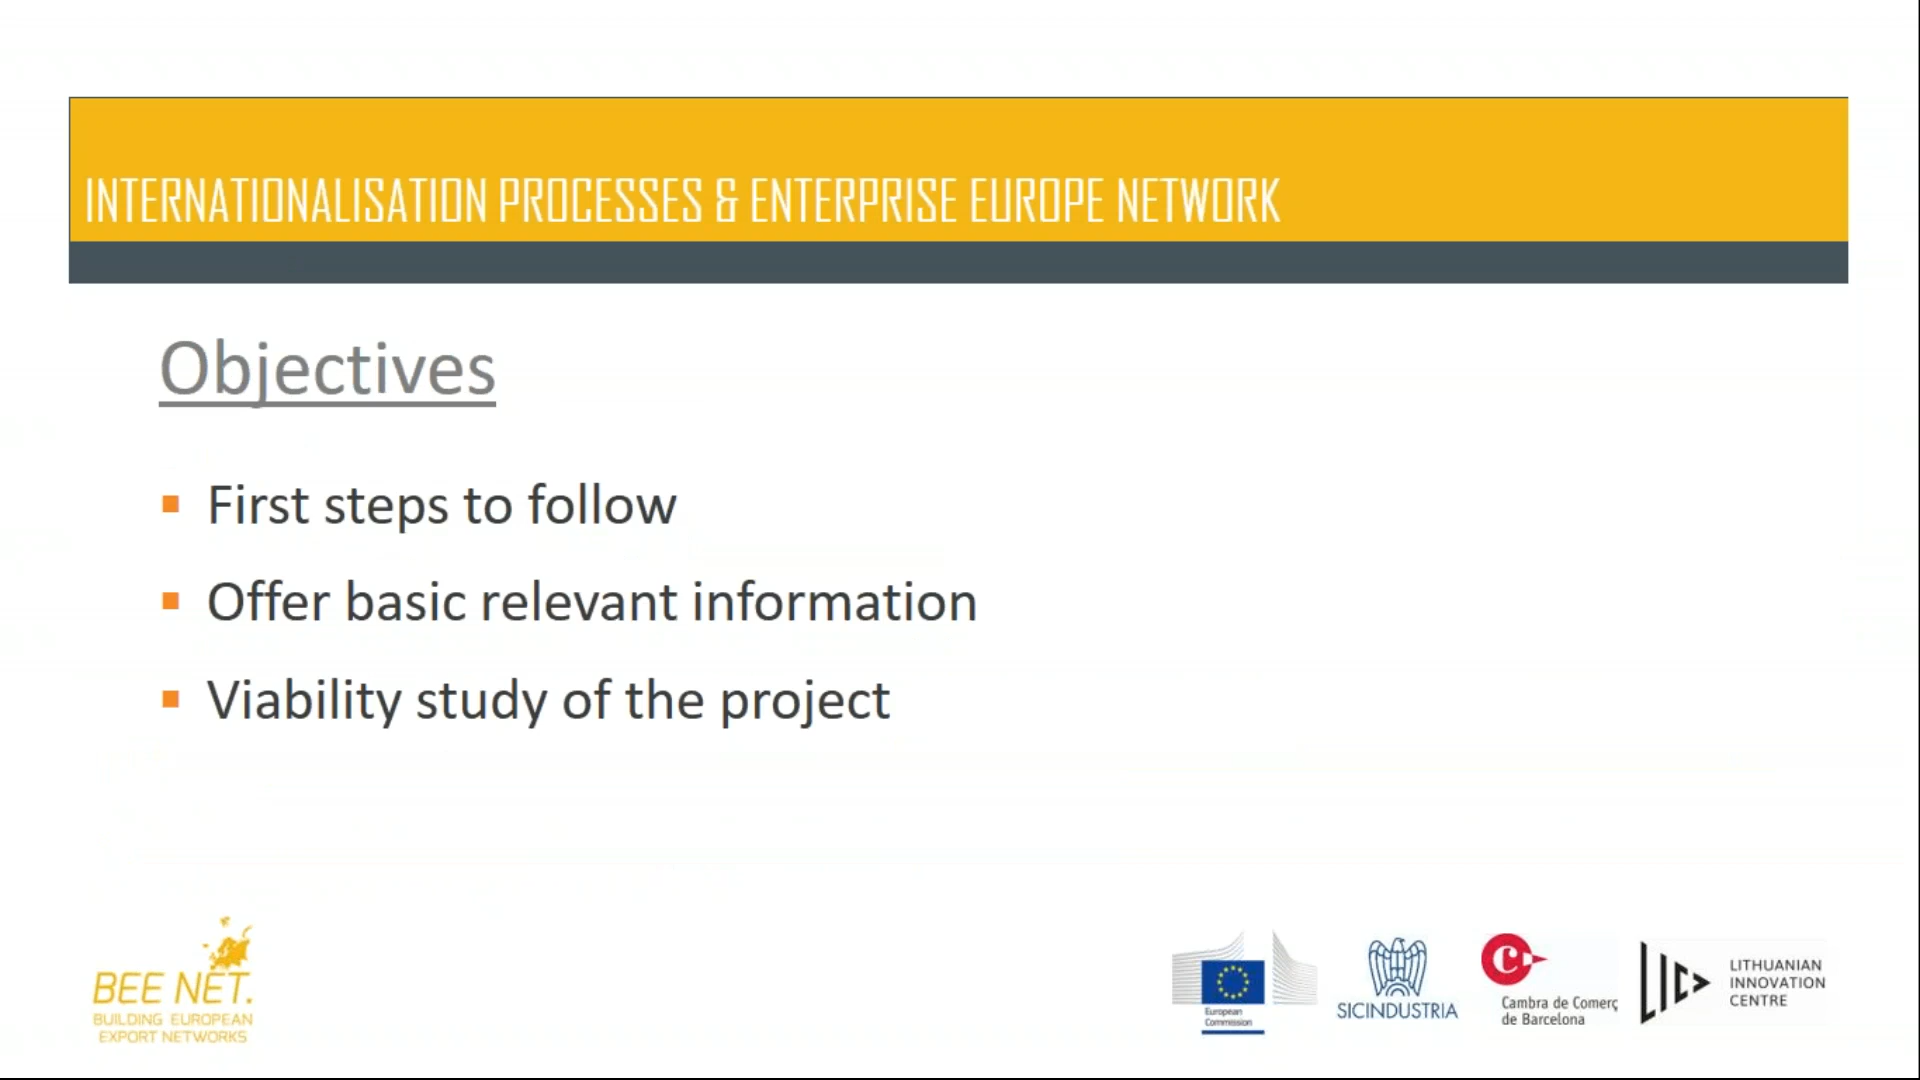 INTERNATIONALISATION PROCESSES & ENTERPRISE EUROPE NETWORK
Objectives
▪ First steps to follow
▪ Offer basic relevant information
▪ Viability study of the project
BEE NET.
BUILDING EUROPEAN
EXPORT NETWORKS
European
Commission
SICINDUSTRIA
Cambra de Comerç
de Barcelona
LIC
LITHUANIAN
INNOVATION
CENTRE